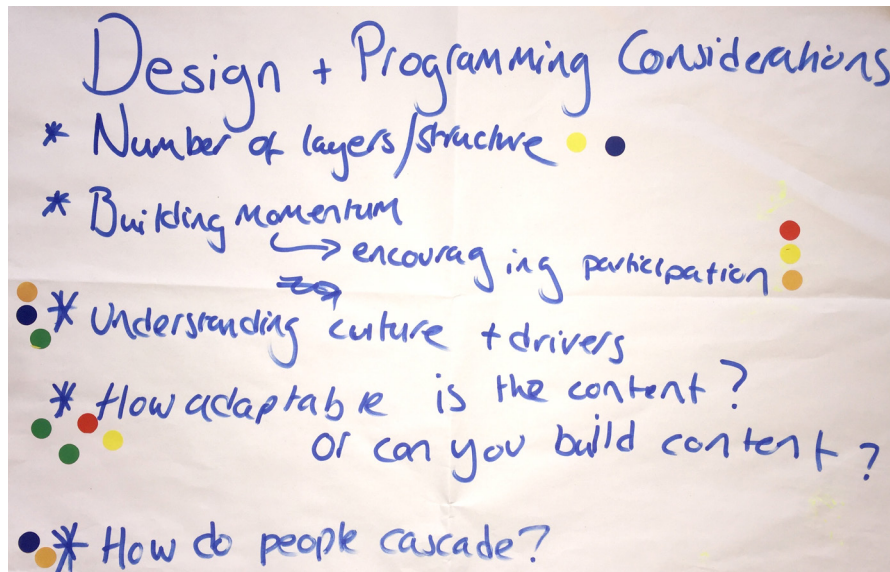 Design + Programming Considerations
* Number of layers/structure
* Building momentum
→ encouraging participation
* Understanding culture + drivers
* How adaptable is the content?
or can you build content?
* How do people cascade?